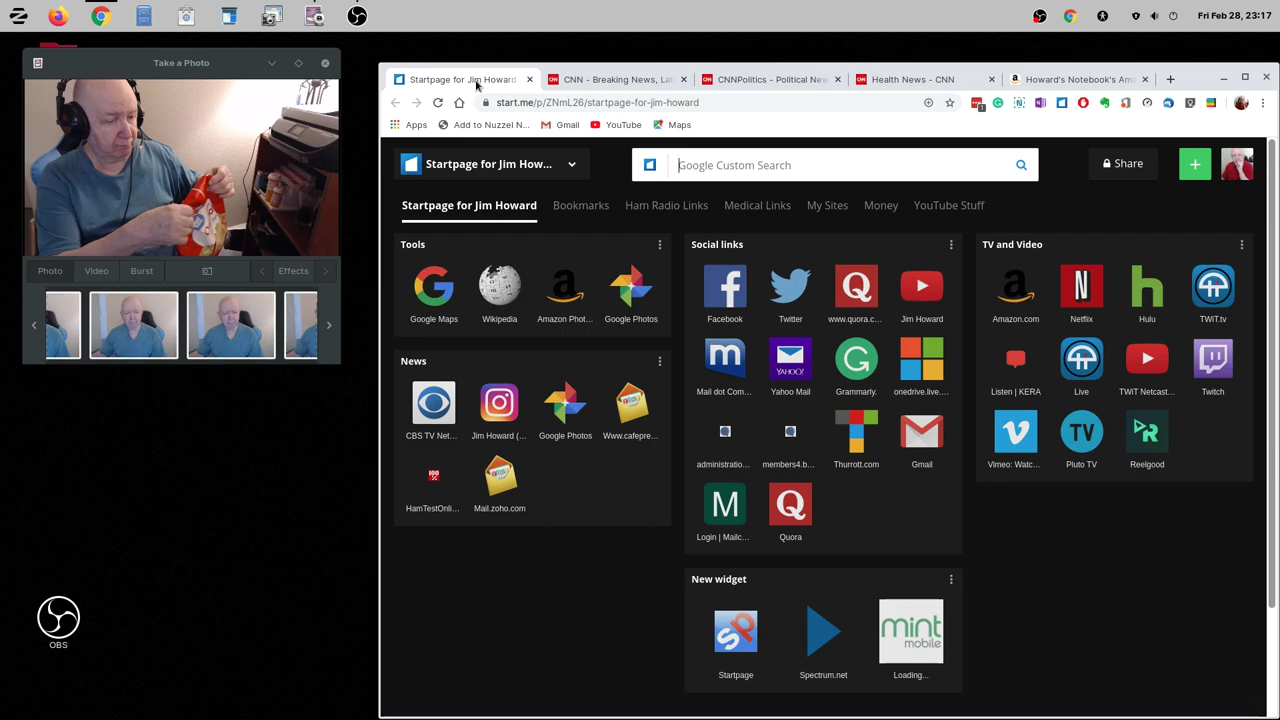 Fri Feb 28, 23:17
Take a Photo
Photo Video Burst Effects
OBS
Startpage for Jim Howard
CNN - Breaking News, Lat
CNNPolitics - Political New
Health News - CNN
Howard's Notebook's Ama
start.me/p/ZNmL26/startpage-for-jim-howard
Apps Add to Nuzzel N... Gmail YouTube Maps
Startpage for Jim How...
Google Custom Search
Share
Startpage for Jim Howard Bookmarks Ham Radio Links Medical Links My Sites Money YouTube Stuff
Tools
Google Maps Wikipedia Amazon Phot... Google Photos
News
CBS TV Net... Jim Howard (... Google Photos Www.cafepre...
HamTestOnli... Mail.zoho.com
Social links
Facebook Twitter www.quora.c... Jim Howard
Mail dot Com... Yahoo Mail Grammarly. onedrive.live....
administratio... members4.b... Thurrott.com Gmail
Login | Mailc... Quora
New widget
mint
mobile
Startpage Spectrum.net Loading...
TV and Video
Amazon.com Netflix Hulu TWiT.tv
Listen | KERA Live TWiT Netcast... Twitch
Vimeo: Watc... Pluto TV Reelgood